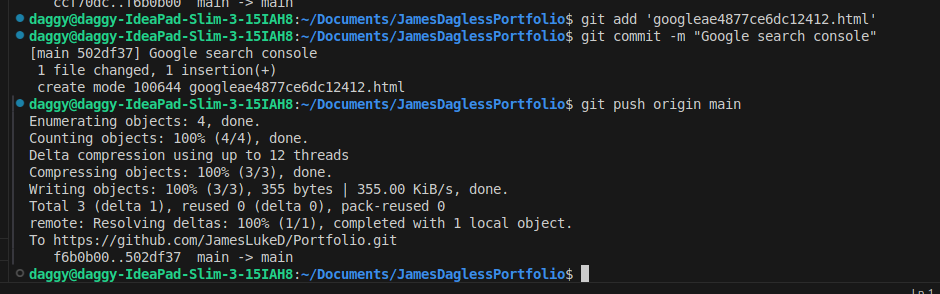 ccf70dc..f6b0b00  main -> main
daggy@daggy-IdeaPad-Slim-3-15IAH8:~/Documents/JamesDaglessPortfolio$ git add 'googleae4877ce6dc12412.html'
daggy@daggy-IdeaPad-Slim-3-15IAH8:~/Documents/JamesDaglessPortfolio$ git commit -m "Google search console"
[main 502df37] Google search console
 1 file changed, 1 insertion(+)
 create mode 100644 googleae4877ce6dc12412.html
daggy@daggy-IdeaPad-Slim-3-15IAH8:~/Documents/JamesDaglessPortfolio$ git push origin main
Enumerating objects: 4, done.
Counting objects: 100% (4/4), done.
Delta compression using up to 12 threads
Compressing objects: 100% (3/3), done.
Writing objects: 100% (3/3), 355 bytes | 355.00 KiB/s, done.
Total 3 (delta 1), reused 0 (delta 0), pack-reused 0
remote: Resolving deltas: 100% (1/1), completed with 1 local object.
To https://github.com/JamesLukeD/Portfolio.git
   f6b0b00..502df37  main -> main
daggy@daggy-IdeaPad-Slim-3-15IAH8:~/Documents/JamesDaglessPortfolio$